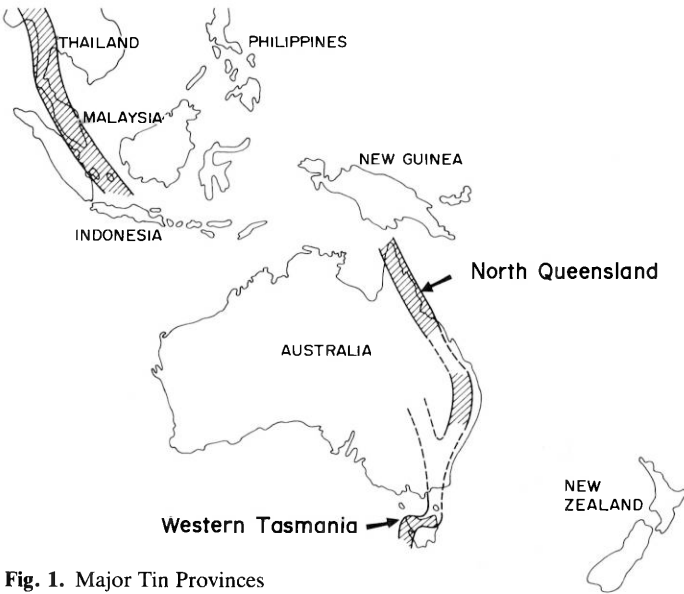 THAILAND
PHILIPPINES
MALAYSIA
NEW GUINEA
INDONESIA
North Queensland
AUSTRALIA
NEW
ZEALAND
Western Tasmania
Fig. 1. Major Tin Provinces